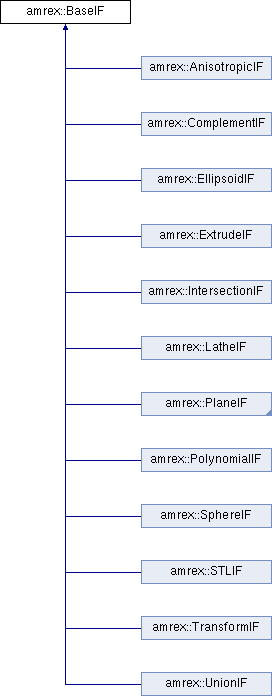 amrex::BaseIF
amrex::AnisotropicIF
amrex::ComplementIF
amrex::EllipsoidIF
amrex::ExtrudeIF
amrex::IntersectionIF
amrex::LatheIF
amrex::PlaneIF
amrex::PolynomialIF
amrex::SphereIF
amrex::STLIF
amrex::TransformIF
amrex::UnionIF